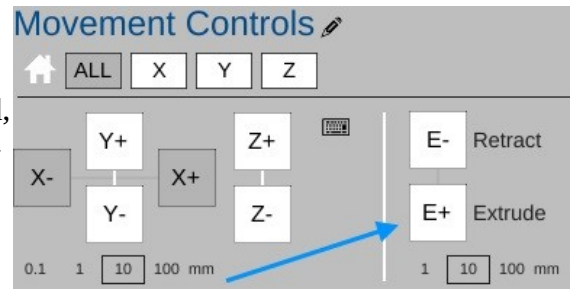 Movement Controls
ALL X Y Z
Y+ Z+ E- Retract
X- X+
Y- Z- E+ Extrude
0.1 1 10 100 mm 1 10 100 mm